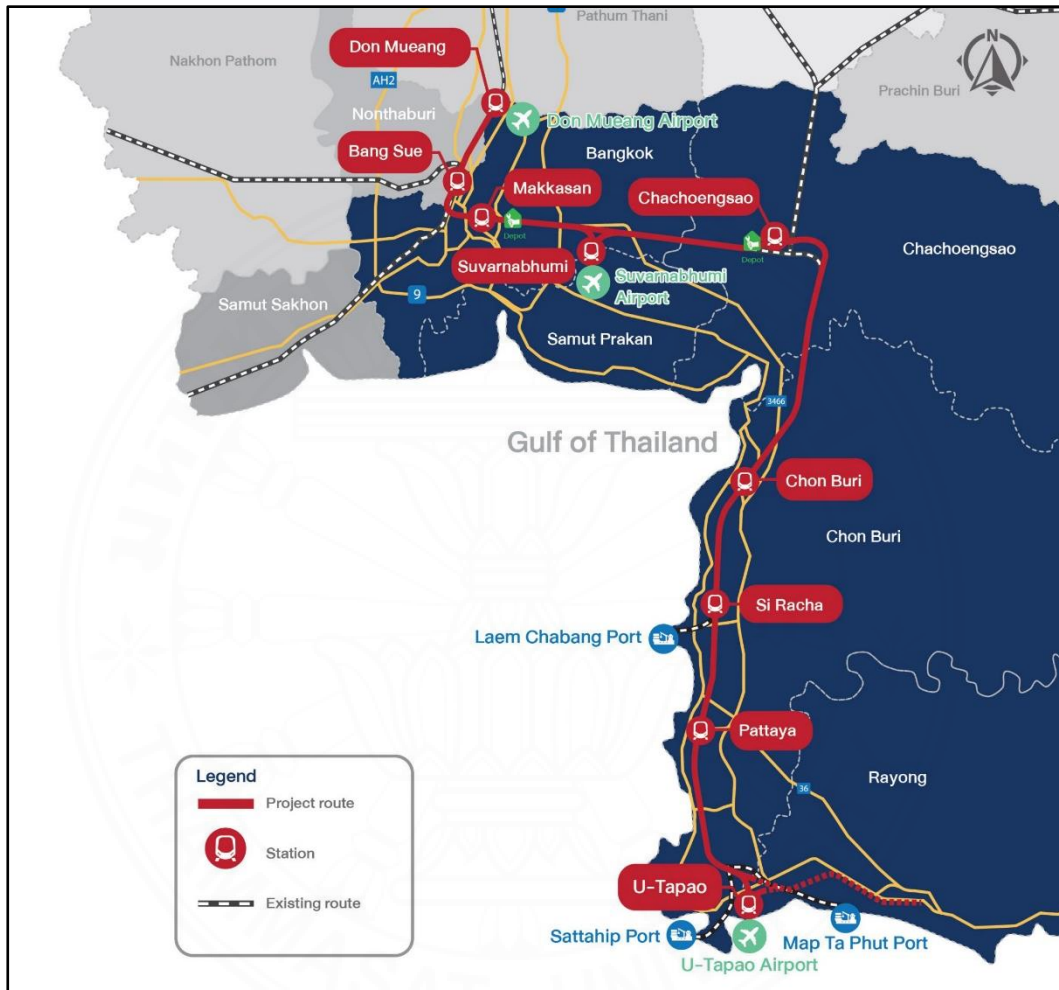 Pathum Thani
N
Don Mueang
Nakhon Pathom
AH2
Prachin Buri
Nonthaburi
Don Mueang Airport
Bang Sue
Bangkok
Makkasan
Chachoengsao
Depot
Depot
Chachoengsao
Suvarnabhumi
Suvarnabhumi
Airport
9
Samut Sakhon
Samut Prakan
3466
Gulf of Thailand
Chon Buri
Chon Buri
Si Racha
Laem Chabang Port
Pattaya
Legend
Project route
Station
Existing route
Rayong
36
U-Tapao
Sattahip Port
Map Ta Phut Port
U-Tapao Airport